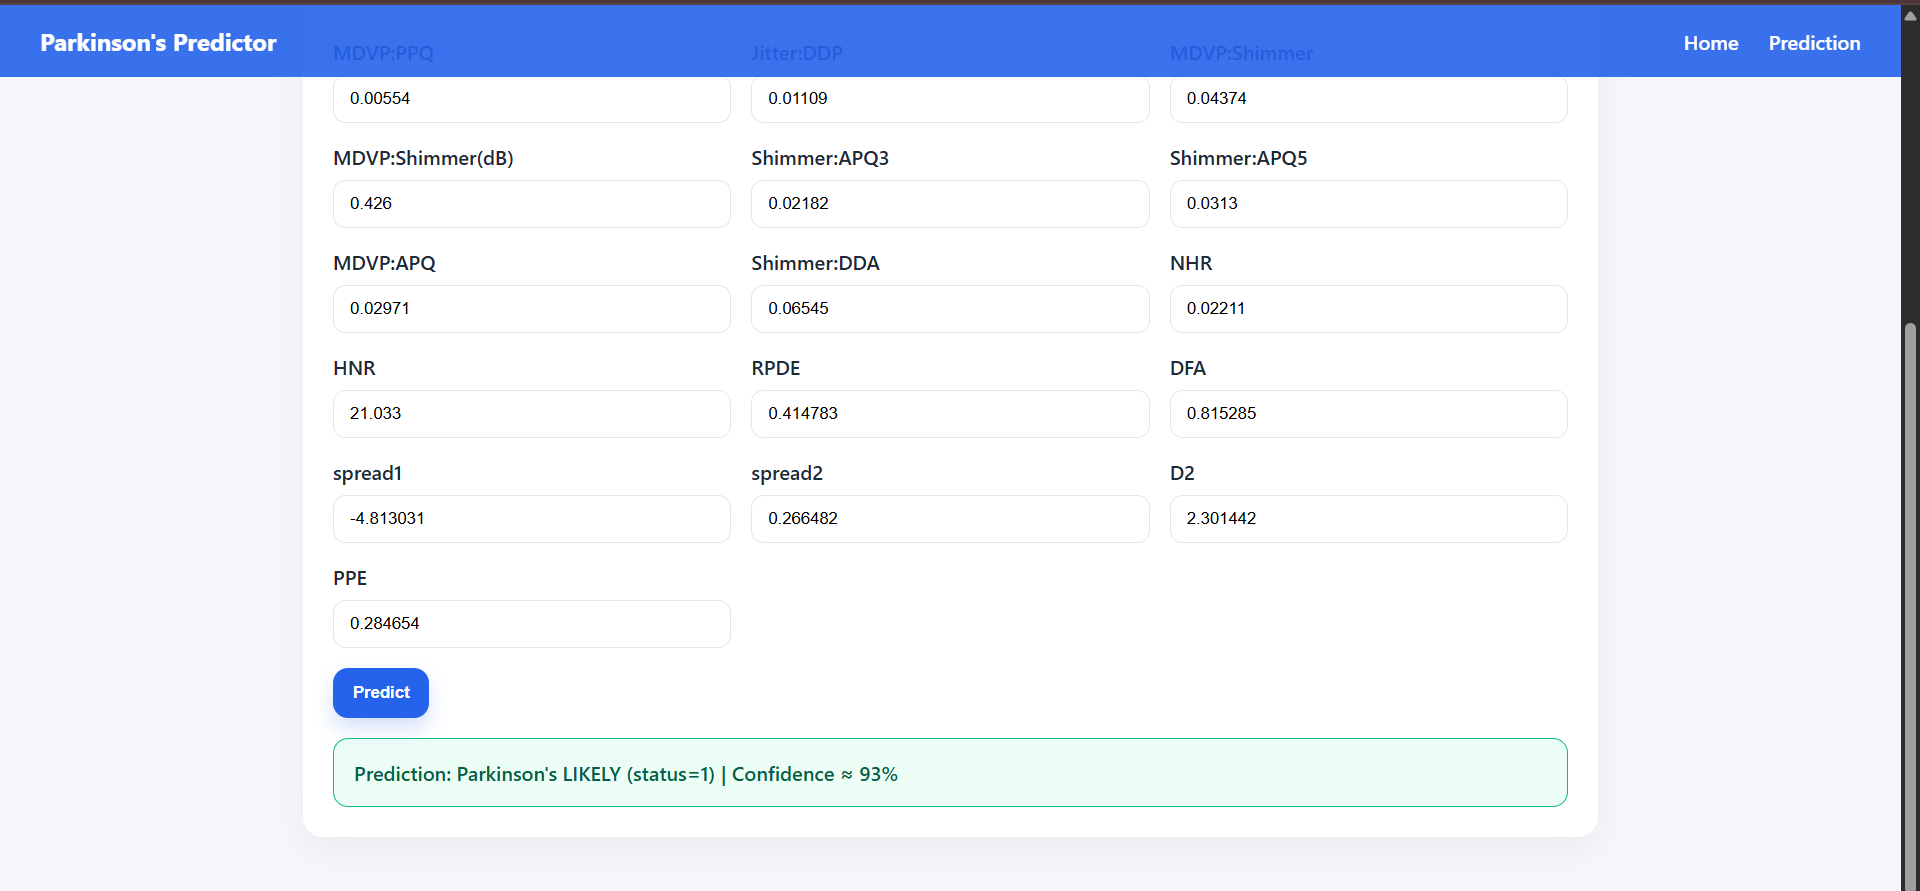 Parkinson's Predictor
Home Prediction
MDVP:PPQ Jitter:DDP MDVP:Shimmer
0.00554 0.01109 0.04374
MDVP:Shimmer(dB) Shimmer:APQ3 Shimmer:APQ5
0.426 0.02182 0.0313
MDVP:APQ Shimmer:DDA NHR
0.02971 0.06545 0.02211
HNR RPDE DFA
21.033 0.414783 0.815285
spread1 spread2 D2
-4.813031 0.266482 2.301442
PPE
0.284654
Predict
Prediction: Parkinson's LIKELY (status=1) | Confidence ≈ 93%